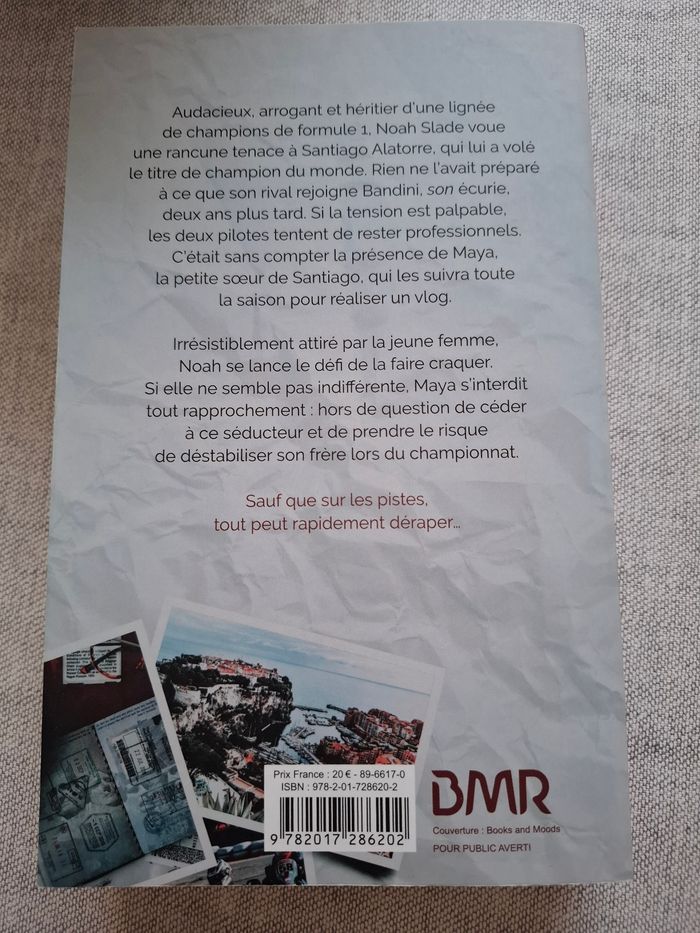 Audacieux, arrogant et héritier d'une lignée
de champions de formule 1, Noah Slade voue
une rancune tenace à Santiago Alatorre, qui lui a volé
le titre de champion du monde. Rien ne l'avait préparé
à ce que son rival rejoigne Bandini, son écurie,
deux ans plus tard. Si la tension est palpable,
les deux pilotes tentent de rester professionnels.
C'était sans compter la présence de Maya,
la petite sœur de Santiago, qui les suivra toute
la saison pour réaliser un vlog.
Irrésistiblement attiré par la jeune femme,
Noah se lance le défi de la faire craquer.
Si elle ne semble pas indifférente, Maya s'interdit
tout rapprochement : hors de question de céder
à ce séducteur et de prendre le risque
de déstabiliser son frère lors du championnat.
Sauf que sur les pistes,
tout peut rapidement déraper...
Prix France : 20 € - 89-6617-0
ISBN : 978-2-01-728620-2
9 782017 286202
BMR
Couverture : Books and Moods
POUR PUBLIC AVERTI